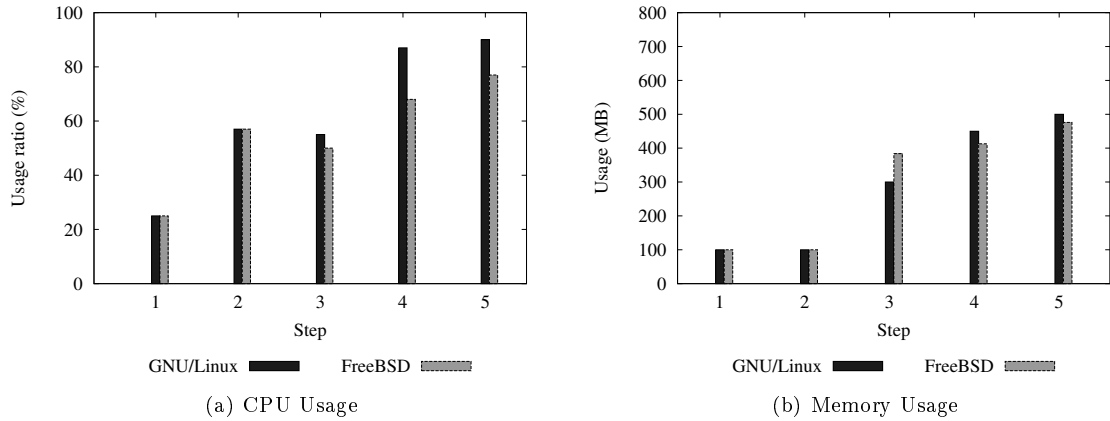 100
80
60
40
20
0
Usage ratio (%)
1 2 3 4 5
Step
GNU/Linux FreeBSD
(a) CPU Usage
800
700
600
500
400
300
200
100
0
Usage (MB)
1 2 3 4 5
Step
GNU/Linux FreeBSD
(b) Memory Usage